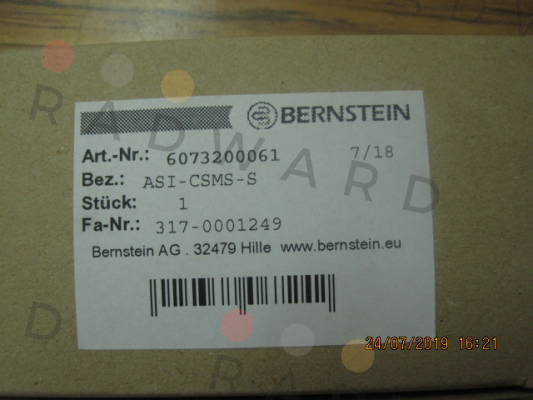 BERNSTEIN
Art.-Nr.: 6073200061 7/18
Bez.: ASI-CSMS-S
Stück: 1
Fa-Nr.: 317-0001249
Bernstein AG . 32479 Hille www.bernstein.eu
24/07/2019 16:21
RADWARD